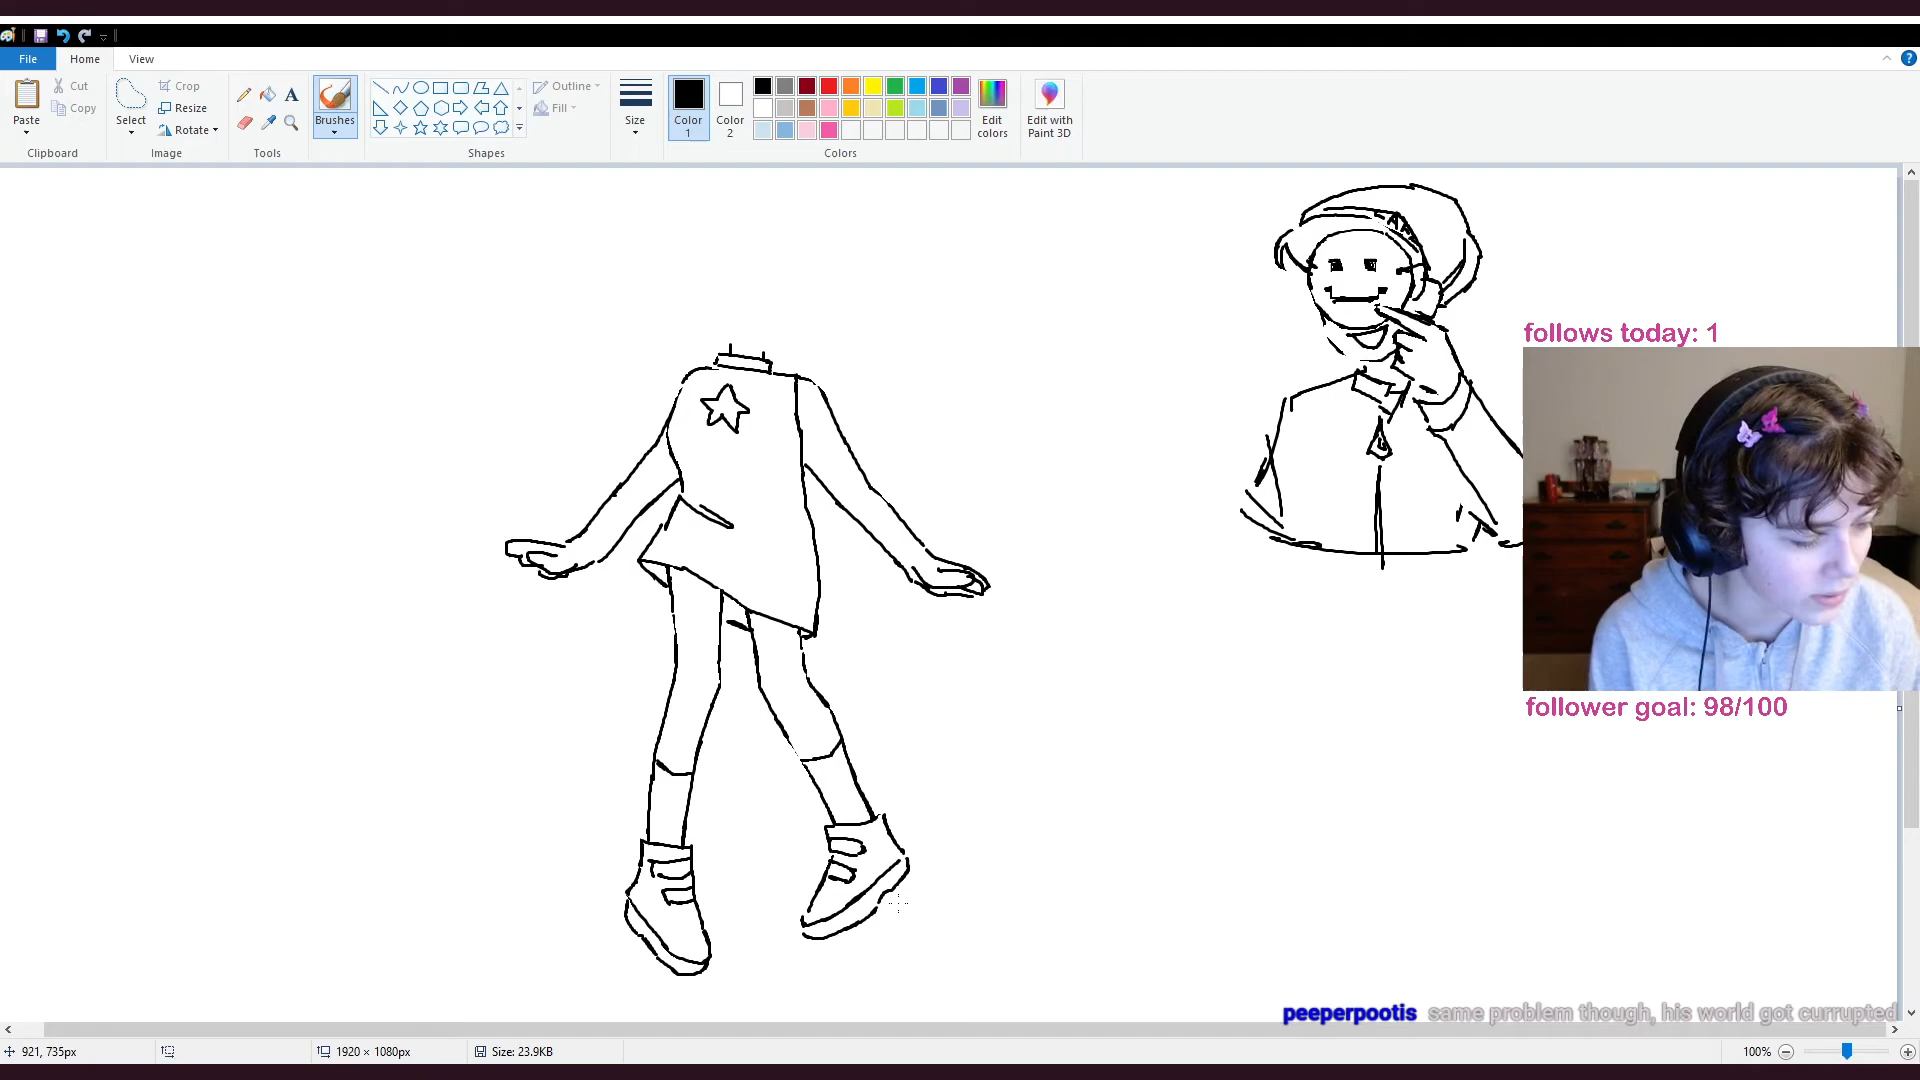 File
Home
View
Paste
Cut
Copy
Clipboard
Select
Crop
Resize
Rotate
Image
Tools
Brushes
Shapes
Outline
Fill
Size
Color
1
Color
2
Edit
colors
Colors
Edit with
Paint 3D
follows today: 1
follower goal: 98/100
peeperpootis same problem though, his world got currupted
921, 735px
1920 × 1080px
Size: 23.9KB
100%